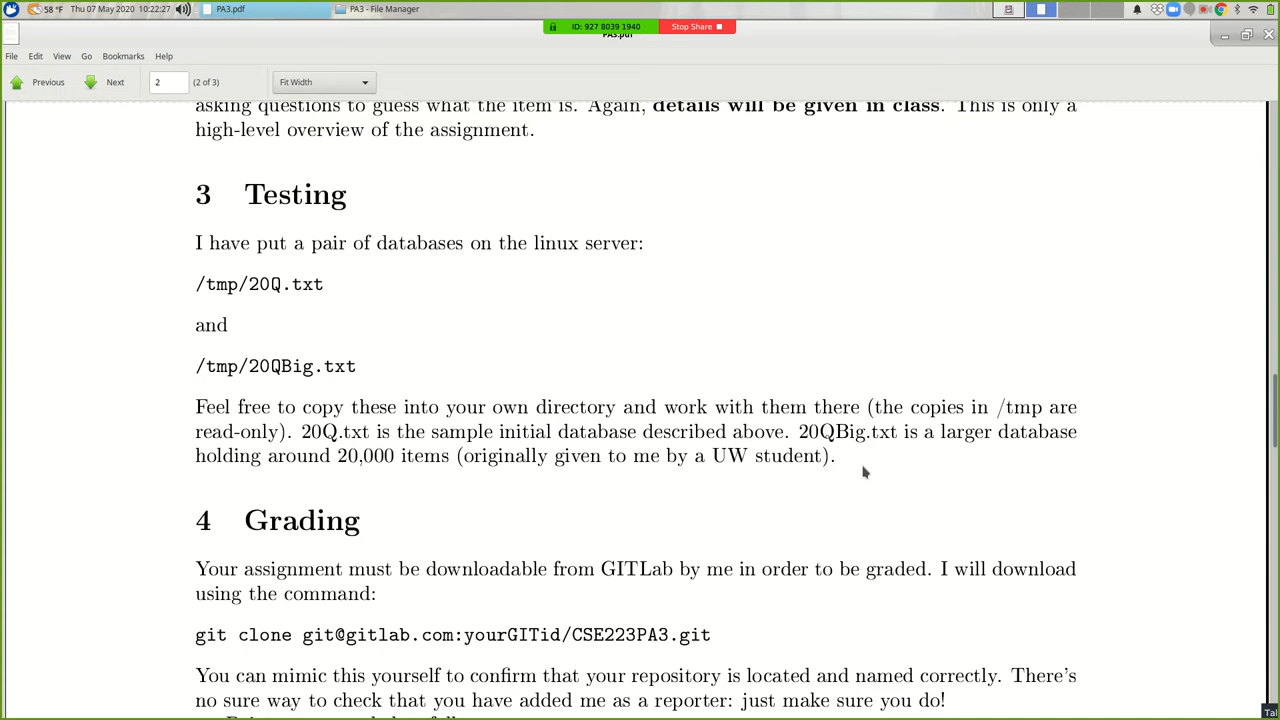 58 °F Thu 07 May 2020 10:22:27 PA3.pdf PA3 - File Manager
ID: 927 8039 1940 Stop Share
PA3.pdf
File Edit View Go Bookmarks Help
Previous Next 2 (2 of 3) Fit Width
asking questions to guess what the item is. Again, details will be given in class. This is only a
high-level overview of the assignment.
3 Testing
I have put a pair of databases on the linux server:
/tmp/20Q.txt
and
/tmp/20QBig.txt
Feel free to copy these into your own directory and work with them there (the copies in /tmp are
read-only). 20Q.txt is the sample initial database described above. 20QBig.txt is a larger database
holding around 20,000 items (originally given to me by a UW student).
4 Grading
Your assignment must be downloadable from GITLab by me in order to be graded. I will download
using the command:
git clone git@gitlab.com:yourGITid/CSE223PA3.git
You can mimic this yourself to confirm that your repository is located and named correctly. There's
no sure way to check that you have added me as a reporter: just make sure you do!
Tal